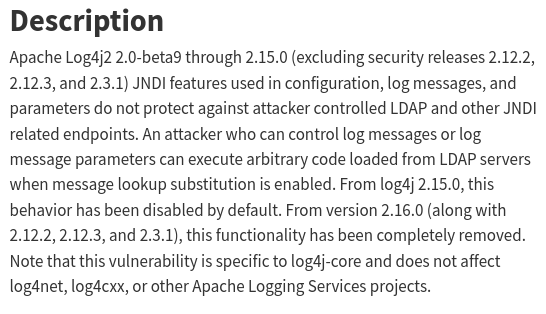 Description
Apache Log4j2 2.0-beta9 through 2.15.0 (excluding security releases 2.12.2,
2.12.3, and 2.3.1) JNDI features used in configuration, log messages, and
parameters do not protect against attacker controlled LDAP and other JNDI
related endpoints. An attacker who can control log messages or log
message parameters can execute arbitrary code loaded from LDAP servers
when message lookup substitution is enabled. From log4j 2.15.0, this
behavior has been disabled by default. From version 2.16.0 (along with
2.12.2, 2.12.3, and 2.3.1), this functionality has been completely removed.
Note that this vulnerability is specific to log4j-core and does not affect
log4net, log4cxx, or other Apache Logging Services projects.